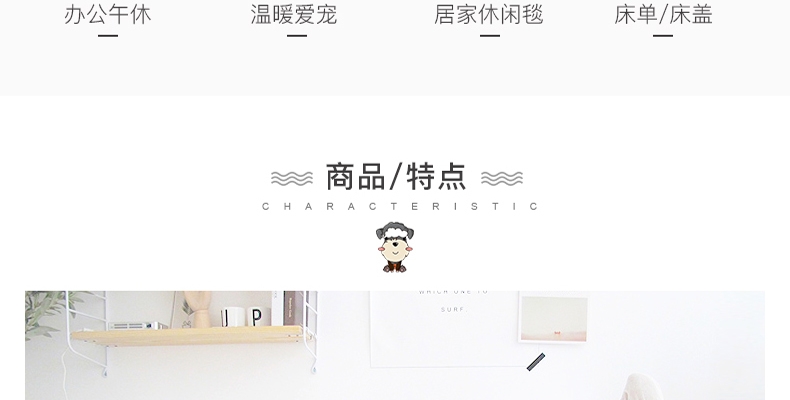 办公午休 温暖爱宠 居家休闲毯 床单/床盖
商品/特点
CHARACTERISTIC
WHICH ONE TO
SURF
J P